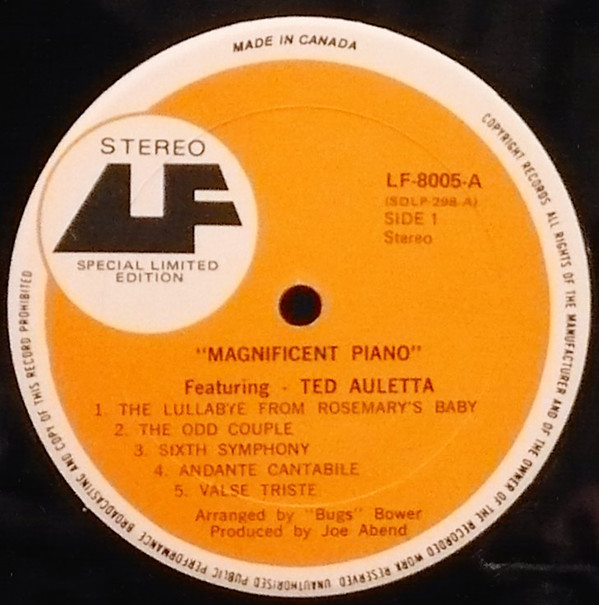 MADE IN CANADA
COPYRIGHT RECORDS ALL RIGHTS OF THE MANUFACTURER AND OF THE OWNER OF THE RECORDED WORK RESERVED UNAUTHORISED PUBLIC PERFORMANCE BROADCASTING AND COPY OF THIS RECORD PROHIBITED
STEREO
LF
SPECIAL LIMITED
EDITION
LF-8005-A
(SDLP-298-A)
SIDE 1
Stereo
"MAGNIFICENT PIANO"
Featuring - TED AULETTA
1. THE LULLABYE FROM ROSEMARY'S BABY
2. THE ODD COUPLE
3. SIXTH SYMPHONY
4. ANDANTE CANTABILE
5. VALSE TRISTE
Arranged by "Bugs" Bower
Produced by Joe Abend